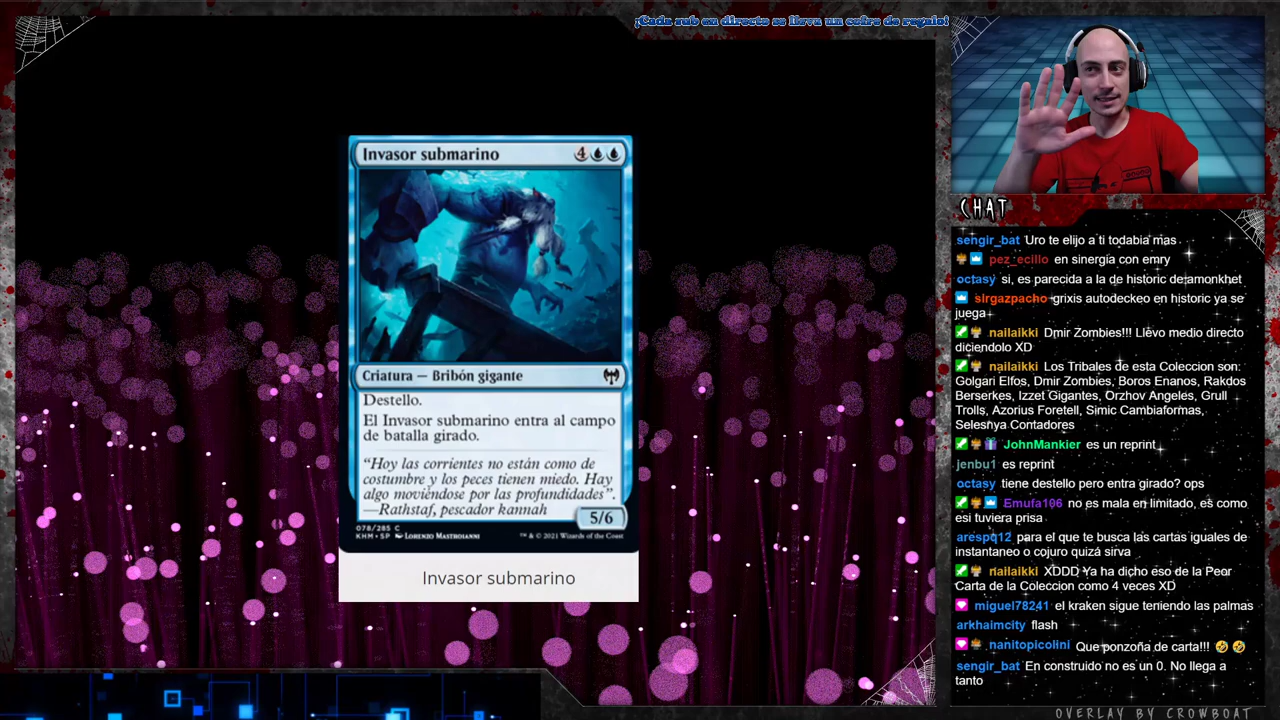 ¡Cada sub en directo se lleva un cofre de regalo!
Invasor submarino
4
Criatura — Bribón gigante
Destello.
El Invasor submarino entra al campo
de batalla girado.
“Hoy las corrientes no están como de
costumbre y los peces tienen miedo. Hay
algo moviéndose por las profundidades”.
—Rathstaf, pescador kannah
5/6
078/285 C
KHM • SP Lorenzo Mastroianni
™ & © 2021 Wizards of the Coast
Invasor submarino
CHAT
sengir_bat Uro te elijo a ti todabia mas
pez_ecillo en sinergía con emry
octasy si, es parecida a la de historic de amonkhet
sirgazpacho grixis autodeckeo en historic ya se
juega
nailaikki Dmir Zombies!!! Llevo medio directo
diciendolo XD
nailaikki Los Tribales de esta Coleccion son:
Golgari Elfos, Dmir Zombies, Boros Enanos, Rakdos
Berserkes, Izzet Gigantes, Orzhov Angeles, Grull
Trolls, Azorius Foretell, Simic Cambiaformas,
Selesnya Contadores
JohnMankier es un reprint
jenbu1 es reprint
octasy tiene destello pero entra girado? ops
Emufa106 no es mala en limitado, es como
esi tuviera prisa
arespq12 para el que te busca las cartas iguales de
instantaneo o cojuro quizá sirva
nailaikki XDDD Ya ha dicho eso de la Peor
Carta de la Coleccion como 4 veces XD
miguel78241 el kraken sigue teniendo las palmas
arkhaimcity flash
nanitopicolini Que ponzoña de carta!!! 🤣 🤣
sengir_bat En construido no es un 0. No llega a
tanto
OVERLAY BY CROWBOAT